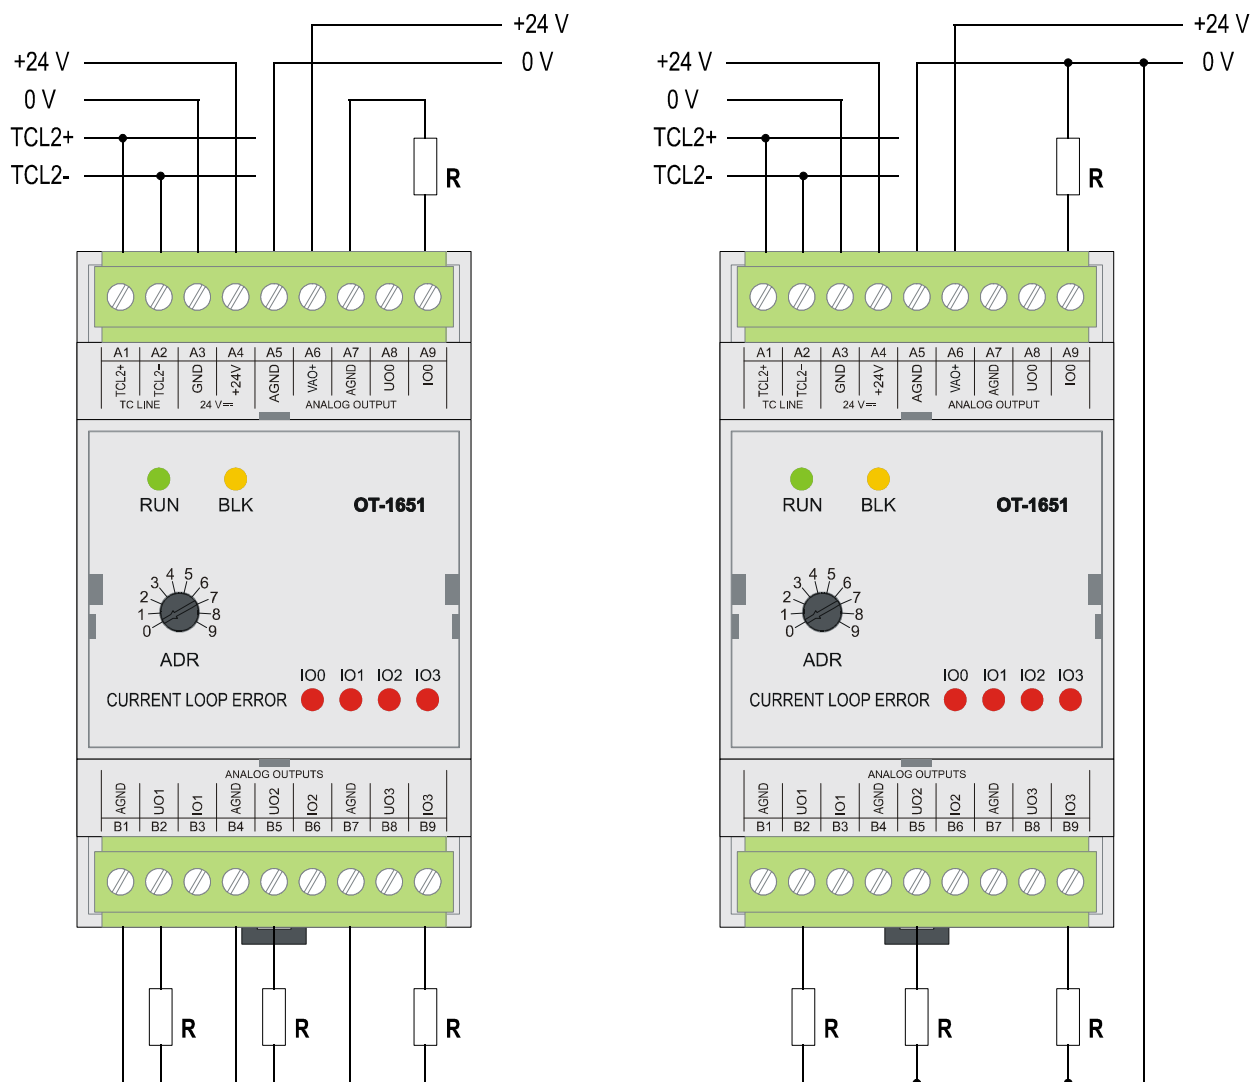 +24 V
0 V
+24 V
0 V
TCL2+
TCL2-
R
A1 A2 A3 A4 A5 A6 A7 A8 A9
TCL2+ TCL2- GND +24V AGND VAO+ AGND UO0 IO0
TC LINE 24 V⎓ ANALOG OUTPUT
RUN BLK OT-1651
0 1 2 3 4 5 6 7 8 9
ADR
IO0 IO1 IO2 IO3
CURRENT LOOP ERROR
ANALOG OUTPUTS
AGND UO1 IO1 AGND UO2 IO2 AGND UO3 IO3
B1 B2 B3 B4 B5 B6 B7 B8 B9
R R R
+24 V
0 V
+24 V
0 V
TCL2+
TCL2-
R
A1 A2 A3 A4 A5 A6 A7 A8 A9
TCL2+ TCL2- GND +24V AGND VAO+ AGND UO0 IO0
TC LINE 24 V⎓ ANALOG OUTPUT
RUN BLK OT-1651
0 1 2 3 4 5 6 7 8 9
ADR
IO0 IO1 IO2 IO3
CURRENT LOOP ERROR
ANALOG OUTPUTS
AGND UO1 IO1 AGND UO2 IO2 AGND UO3 IO3
B1 B2 B3 B4 B5 B6 B7 B8 B9
R R R